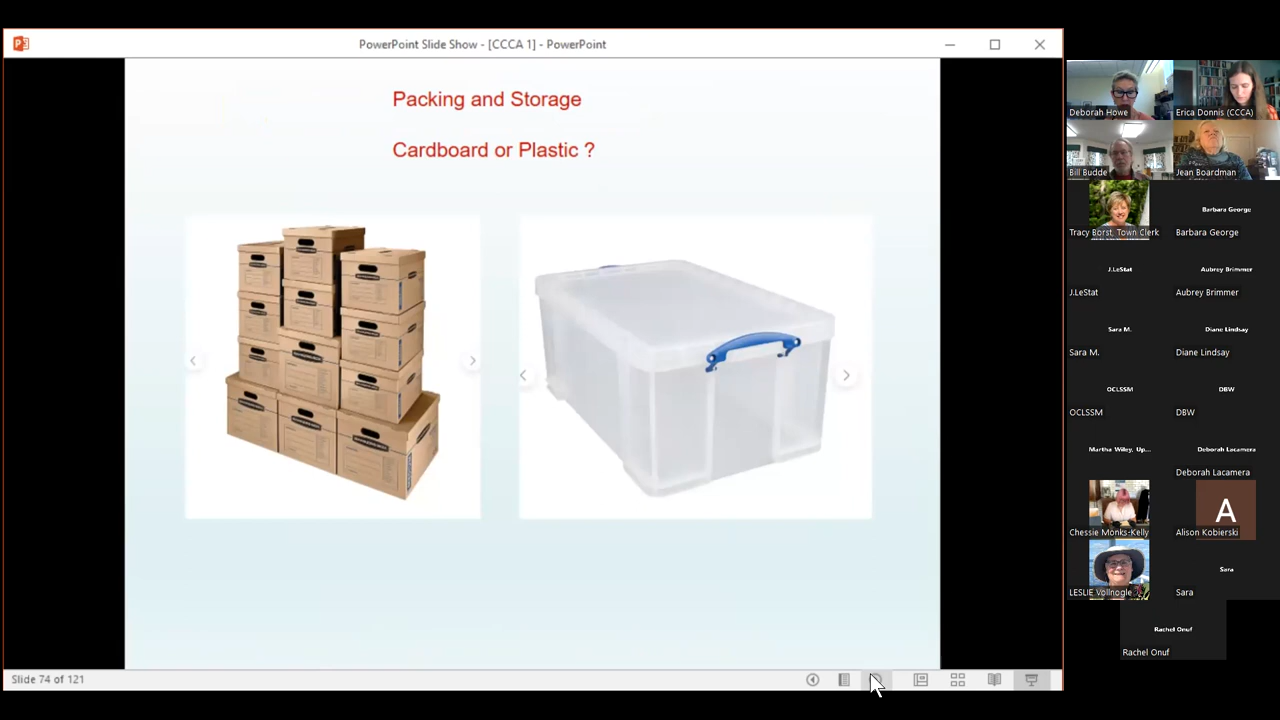 PowerPoint Slide Show - [CCCA 1] - PowerPoint
Packing and Storage
Cardboard or Plastic ?
Slide 74 of 121
Deborah Howe
Erica Donnis (CCCA)
Bill Budde
Jean Boardman
Tracy Borst, Town Clerk
Barbara George
Barbara George
J.LeStat
J.LeStat
Aubrey Brimmer
Aubrey Brimmer
Sara M.
Sara M.
Diane Lindsay
Diane Lindsay
OCLSSM
OCLSSM
DBW
DBW
Martha Wiley, Up...
Deborah Lacamera
Deborah Lacamera
Chessie Monks-Kelly
A
Alison Kobierski
LESLIE Vollnogle
Sara
Sara
Rachel Onuf
Rachel Onuf